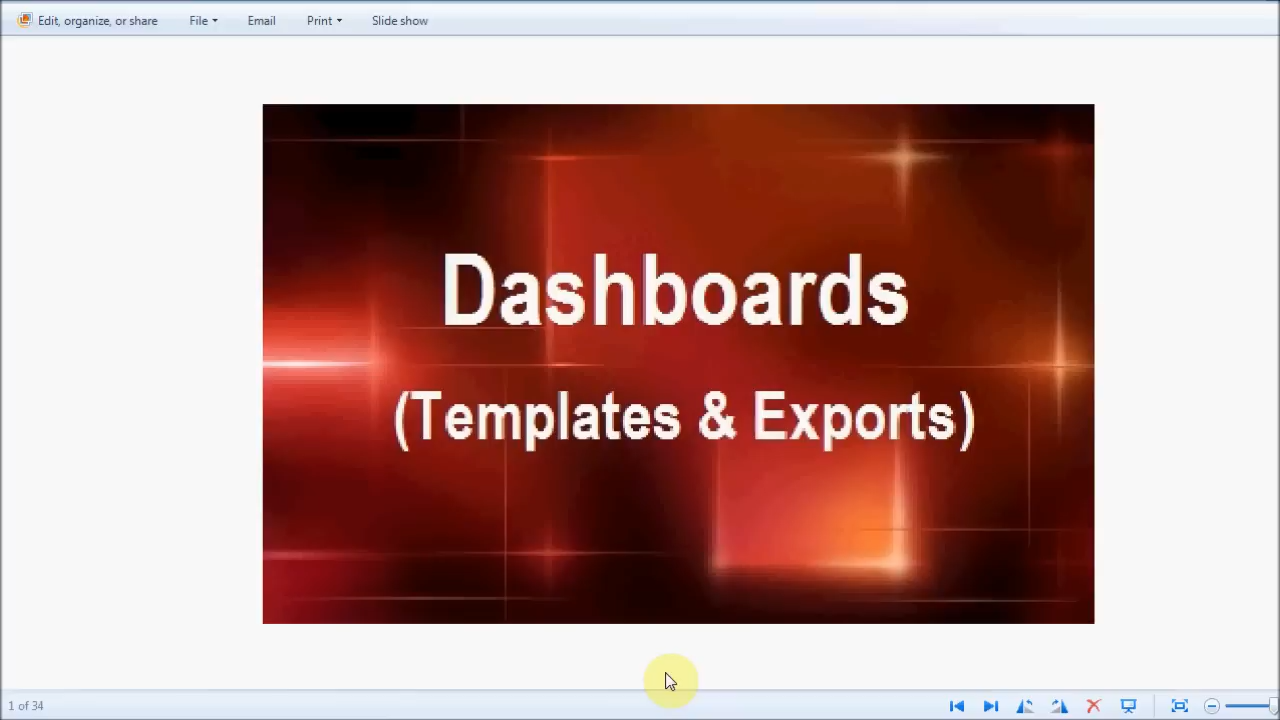 Edit, organize, or share File Email Print Slide show
Dashboards
(Templates & Exports)
1 of 34